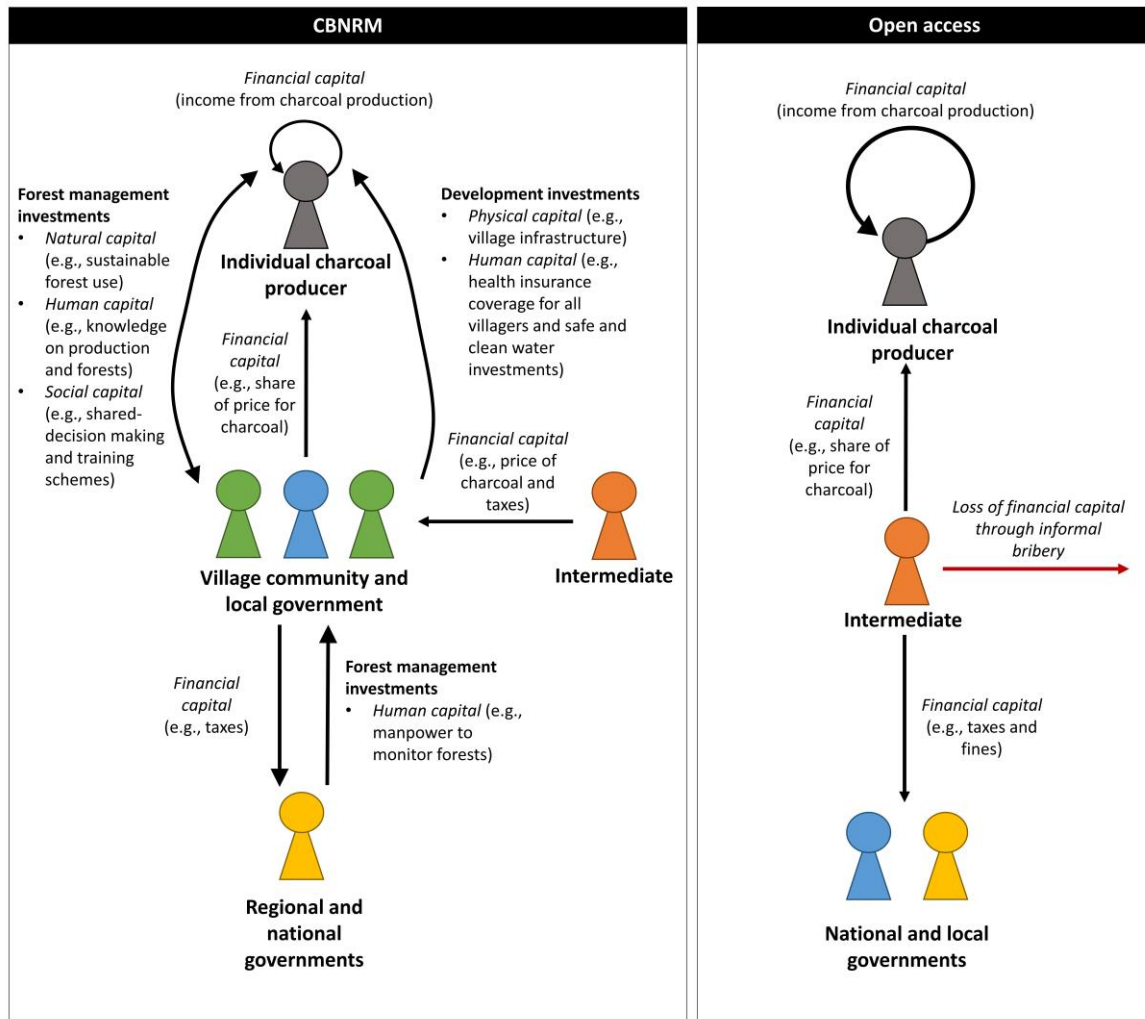 CBNRM
Financial capital
(income from charcoal production)
Forest management
investments
• Natural capital
(e.g., sustainable
forest use)
• Human capital
(e.g., knowledge
on production
and forests)
• Social capital
(e.g., shared-
decision making
and training
schemes)
Development investments
• Physical capital (e.g.,
village infrastructure)
• Human capital (e.g.,
health insurance
coverage for all
villagers and safe and
clean water
investments)
Individual charcoal
producer
Financial
capital
(e.g., share
of price for
charcoal)
Financial capital
(e.g., price of
charcoal and
taxes)
Village community and
local government
Intermediate
Financial
capital
(e.g., taxes)
Forest management
investments
• Human capital (e.g.,
manpower to
monitor forests)
Regional and
national
governments
Open access
Financial capital
(income from charcoal production)
Individual charcoal
producer
Financial
capital
(e.g., share of
price for
charcoal)
Loss of financial capital
through informal
bribery
Intermediate
Financial capital
(e.g., taxes and
fines)
National and local
governments